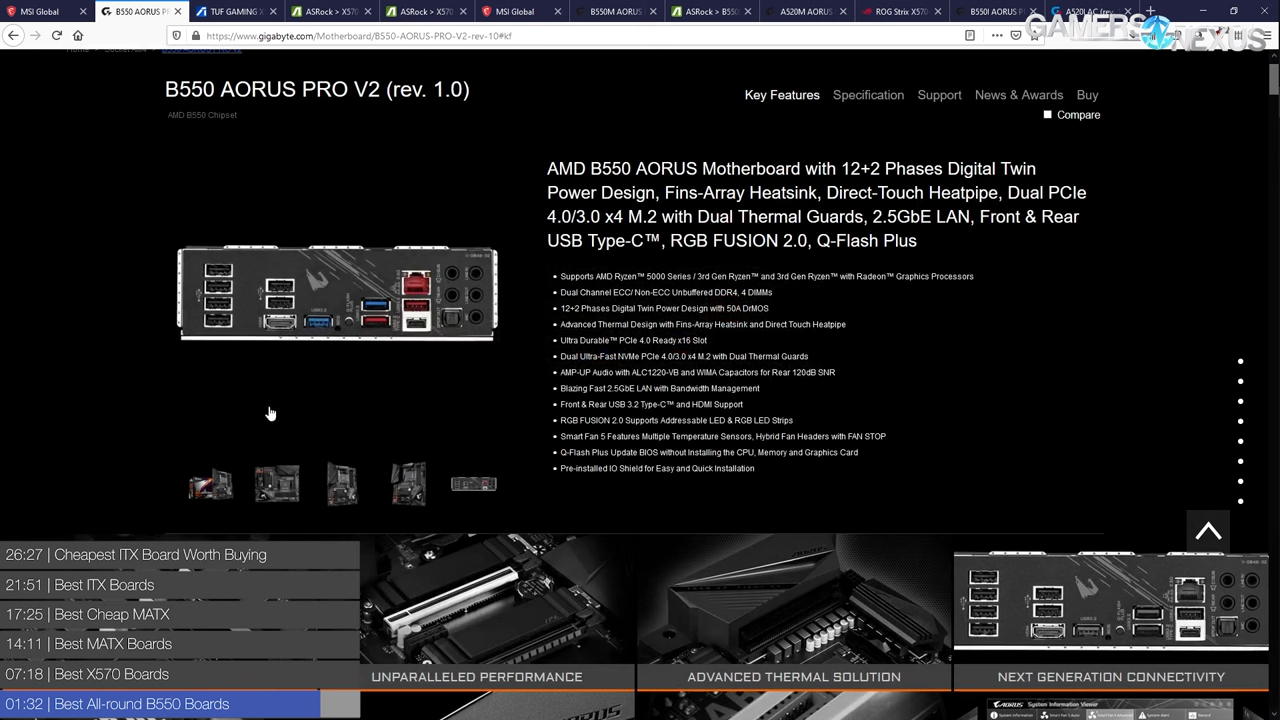 MSI Global
B550 AORUS P
TUF GAMING X
ASRock > X570
ASRock > X570
MSI Global
B550M AORUS
ASRock > B550
A520M AORUS
ROG Strix X570
B550I AORUS P
A520I AC (rev.
GAMERS NEXUS
https://www.gigabyte.com/Motherboard/B550-AORUS-PRO-V2-rev-10#kf
B550 AORUS PRO V2 (rev. 1.0)
AMD B550 Chipset
Key Features
Specification
Support
News & Awards
Buy
Compare
AMD B550 AORUS Motherboard with 12+2 Phases Digital Twin
Power Design, Fins-Array Heatsink, Direct-Touch Heatpipe, Dual PCIe
4.0/3.0 x4 M.2 with Dual Thermal Guards, 2.5GbE LAN, Front & Rear
USB Type-C™, RGB FUSION 2.0, Q-Flash Plus
Supports AMD Ryzen™ 5000 Series / 3rd Gen Ryzen™ and 3rd Gen Ryzen™ with Radeon™ Graphics Processors
Dual Channel ECC/ Non-ECC Unbuffered DDR4, 4 DIMMs
12+2 Phases Digital Twin Power Design with 50A DrMOS
Advanced Thermal Design with Fins-Array Heatsink and Direct Touch Heatpipe
Ultra Durable™ PCIe 4.0 Ready x16 Slot
Dual Ultra-Fast NVMe PCIe 4.0/3.0 x4 M.2 with Dual Thermal Guards
AMP-UP Audio with ALC1220-VB and WIMA Capacitors for Rear 120dB SNR
Blazing Fast 2.5GbE LAN with Bandwidth Management
Front & Rear USB 3.2 Type-C™ and HDMI Support
RGB FUSION 2.0 Supports Addressable LED & RGB LED Strips
Smart Fan 5 Features Multiple Temperature Sensors, Hybrid Fan Headers with FAN STOP
Q-Flash Plus Update BIOS without Installing the CPU, Memory and Graphics Card
Pre-installed IO Shield for Easy and Quick Installation
26:27 | Cheapest ITX Board Worth Buying
21:51 | Best ITX Boards
17:25 | Best Cheap MATX
14:11 | Best MATX Boards
07:18 | Best X570 Boards
01:32 | Best All-round B550 Boards
UNPARALLELED PERFORMANCE
ADVANCED THERMAL SOLUTION
NEXT GENERATION CONNECTIVITY
AORUS
System Information Viewer